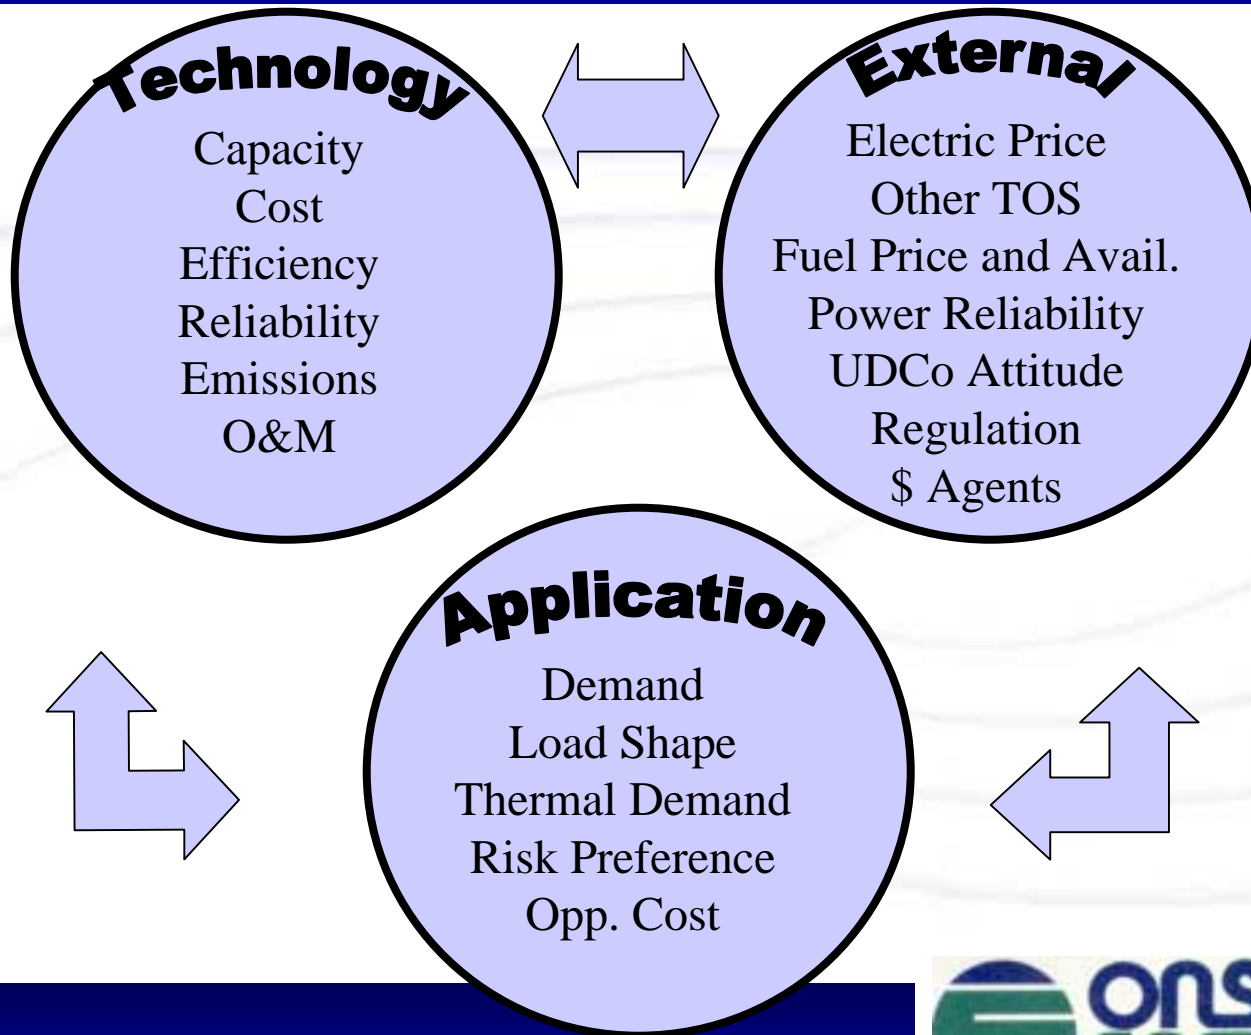 Technology
Capacity
Cost
Efficiency
Reliability
Emissions
O&M
External
Electric Price
Other TOS
Fuel Price and Avail.
Power Reliability
UDCo Attitude
Regulation
$ Agents
Application
Demand
Load Shape
Thermal Demand
Risk Preference
Opp. Cost